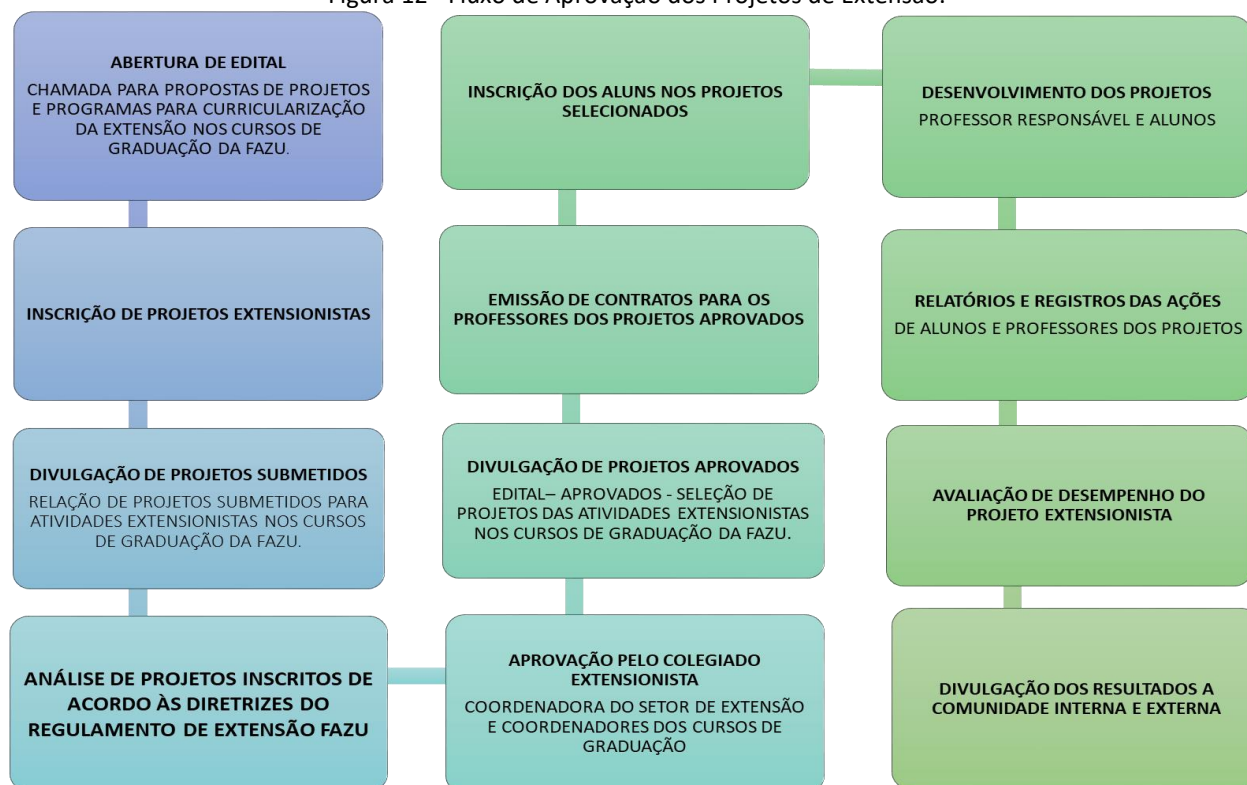 Figura 12 - Fluxo de Aprovação dos Projetos de Extensão.
ABERTURA DE EDITAL
CHAMADA PARA PROPOSTAS DE PROJETOS
E PROGRAMAS PARA CURRICULARIZAÇÃO
DA EXTENSÃO NOS CURSOS DE
GRADUAÇÃO DA FAZU.
INSCRIÇÃO DE PROJETOS EXTENSIONISTAS
DIVULGAÇÃO DE PROJETOS SUBMETIDOS
RELAÇÃO DE PROJETOS SUBMETIDOS PARA
ATIVIDADES EXTENSIONISTAS NOS CURSOS
DE GRADUAÇÃO DA FAZU.
ANÁLISE DE PROJETOS INSCRITOS DE
ACORDO ÀS DIRETRIZES DO
REGULAMENTO DE EXTENSÃO FAZU
APROVAÇÃO PELO COLEGIADO
EXTENSIONISTA
COORDENADORA DO SETOR DE EXTENSÃO
E COORDENADORES DOS CURSOS DE
GRADUAÇÃO
DIVULGAÇÃO DE PROJETOS APROVADOS
EDITAL– APROVADOS - SELEÇÃO DE
PROJETOS DAS ATIVIDADES EXTENSIONISTAS
NOS CURSOS DE GRADUAÇÃO DA FAZU.
EMISSÃO DE CONTRATOS PARA OS
PROFESSORES DOS PROJETOS APROVADOS
INSCRIÇÃO DOS ALUNS NOS PROJETOS
SELECIONADOS
DESENVOLVIMENTO DOS PROJETOS
PROFESSOR RESPONSÁVEL E ALUNOS
RELATÓRIOS E REGISTROS DAS AÇÕES
DE ALUNOS E PROFESSORES DOS PROJETOS
AVALIAÇÃO DE DESEMPENHO DO
PROJETO EXTENSIONISTA
DIVULGAÇÃO DOS RESULTADOS A
COMUNIDADE INTERNA E EXTERNA